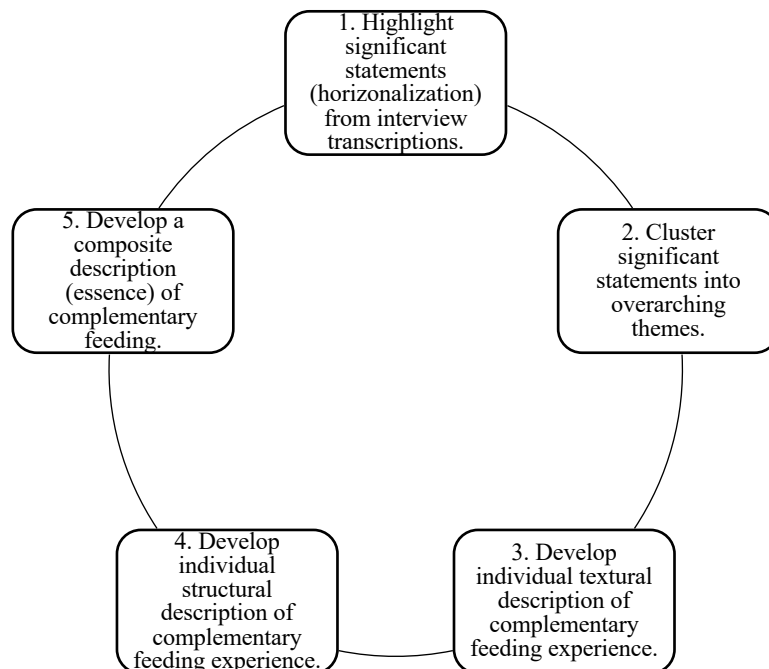 1. Highlight
significant
statements
(horizonalization)
from interview
transcriptions.
2. Cluster
significant
statements into
overarching
themes.
3. Develop
individual textural
description of
complementary
feeding experience.
4. Develop
individual
structural
description of
complementary
feeding experience.
5. Develop a
composite
description
(essence) of
complementary
feeding.